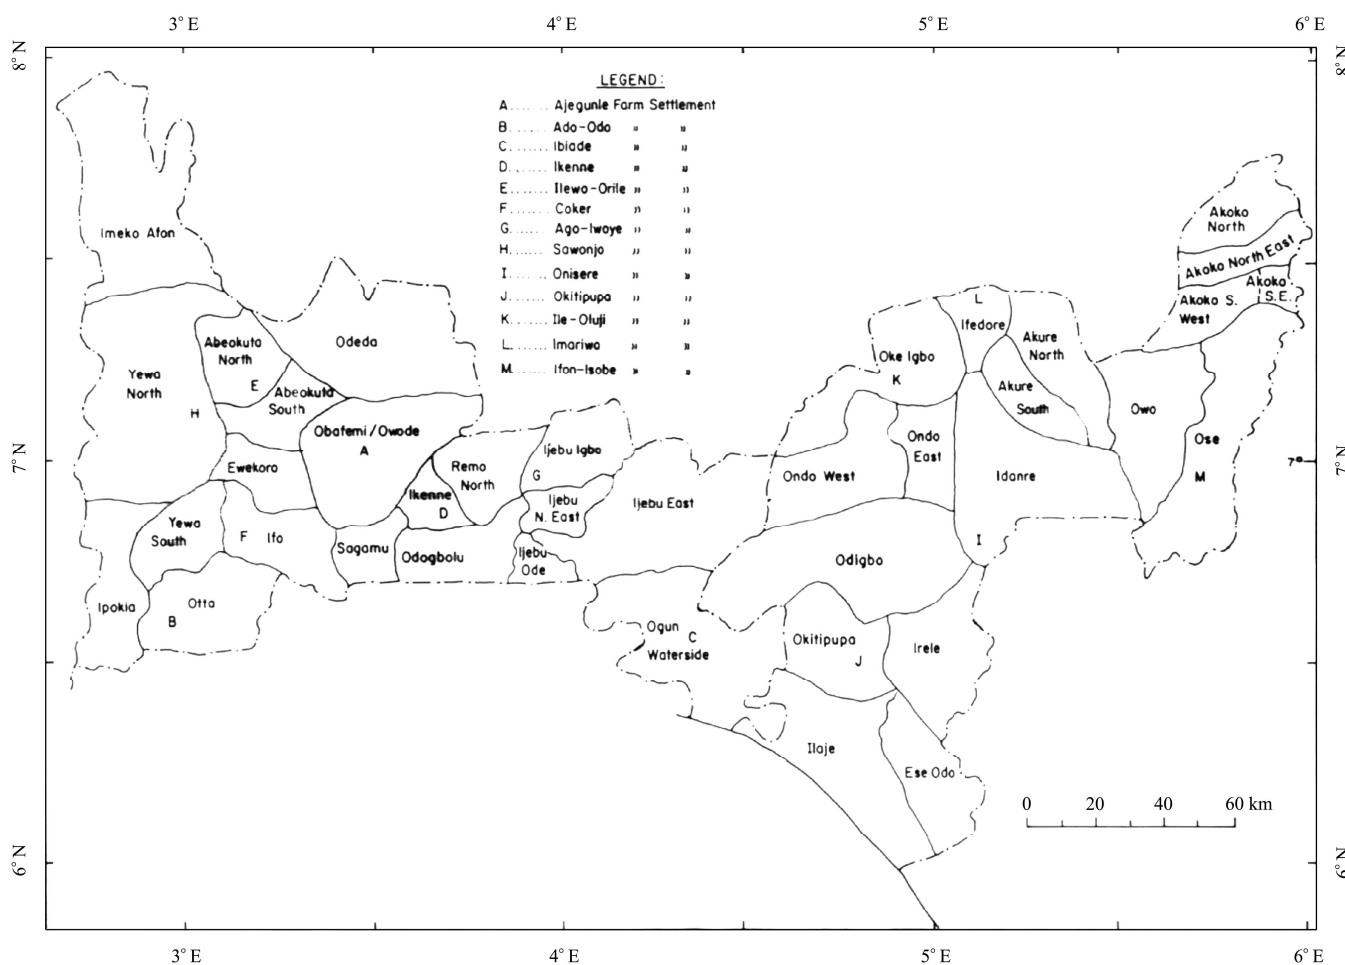 3°E 4°E 5°E 6°E
8°N 8°N
LEGEND:
A....... Ajegunle Farm Settlement
B....... Ado-Odo " "
C....... Ibiade " "
D....... Ikenne " "
E....... Ilewo-Orile " "
F....... Coker " "
G....... Ago-Iwoye " "
H....... Sawonjo " "
I....... Onisere " "
J....... Okitipupa " "
K....... Ile-Oluji " "
L....... Imariwo " "
M....... Ifon-Isobe " "
Imeko Afon
Akoko
North
Akoko North East
Akoko
S.E.
Akoko S.
West
L
Ifedore
Akure
North
Oke Igbo
K
Akure
South
Abeokuta
North
E
Odeda
Yewa
North
H
Abeokuta
South
Obafemi/Owode
A
Owo
Ose
M
Ondo
East
Ijebu Igbo
G
7°N 7° 7°N
Ewekoro
Remo
North
Ikenne
D
Ondo West
Idanre
Ijebu
N. East
Ijebu East
Yewa
South
F Ifo
Sagamu
Odogbolu
Ijebu
Ode
I
Odigbo
Ipokia
Otta
B
Ogun
C
Waterside
Okitipupa
J
Irele
Ilaje
Ese Odo
0 20 40 60 km
6°N 6°N
3°E 4°E 5°E 6°E